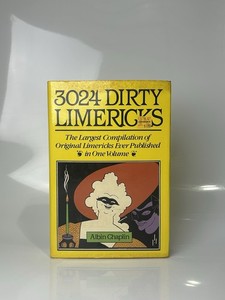 3024 DIRTY
LIMERICKS
The Largest Compilation of
Original Limericks Ever Published
in One Volume
Albin Chaplin